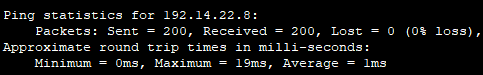 Ping statistics for 192.14.22.8:
    Packets: Sent = 200, Received = 200, Lost = 0 (0% loss),
Approximate round trip times in milli-seconds:
    Minimum = 0ms, Maximum = 19ms, Average = 1ms